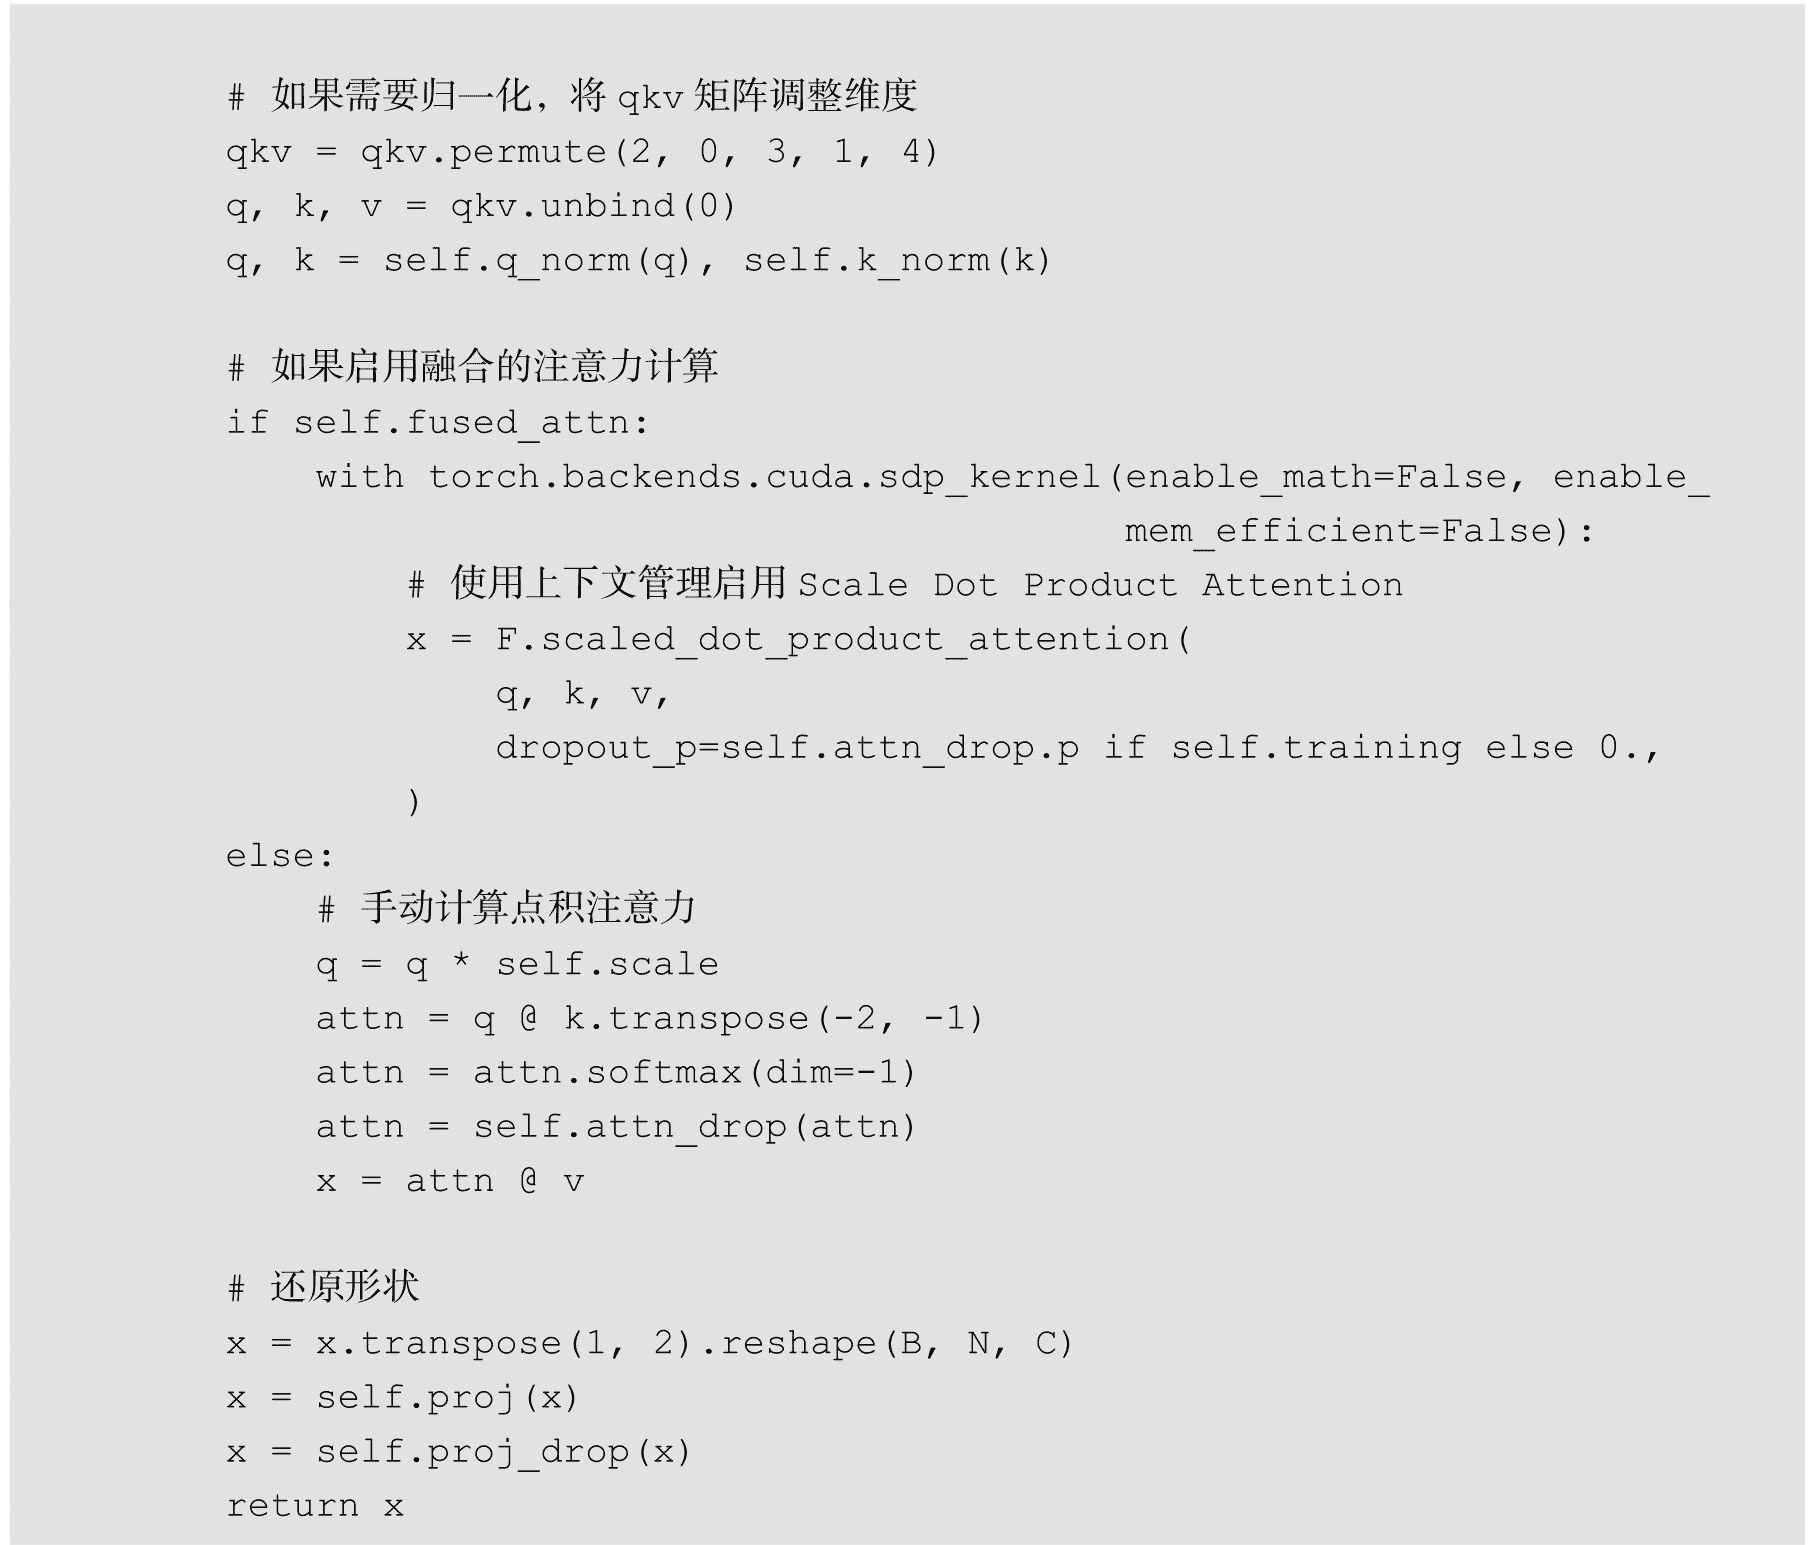 # 如果需要归一化，将 qkv 矩阵调整维度
qkv = qkv.permute(2, 0, 3, 1, 4)
q, k, v = qkv.unbind(0)
q, k = self.q_norm(q), self.k_norm(k)
# 如果启用融合的注意力计算
if self.fused_attn:
with torch.backends.cuda.sdp_kernel(enable_math=False, enable_
mem_efficient=False):
# 使用上下文管理启用 Scale Dot Product Attention
x = F.scaled_dot_product_attention(
q, k, v,
dropout_p=self.attn_drop.p if self.training else 0.,
)
else:
# 手动计算点积注意力
q = q * self.scale
attn = q @ k.transpose(-2, -1)
attn = attn.softmax(dim=-1)
attn = self.attn_drop(attn)
x = attn @ v
# 还原形状
x = x.transpose(1, 2).reshape(B, N, C)
x = self.proj(x)
x = self.proj_drop(x)
return x